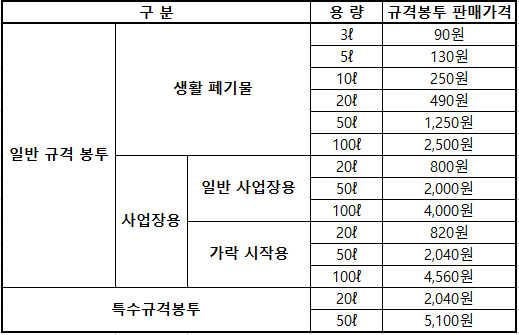 구 분 용 량 규격봉투 판매가격
일반 규격 봉투 생활 폐기물 3ℓ 90원
5ℓ 130원
10ℓ 250원
20ℓ 490원
50ℓ 1,250원
100ℓ 2,500원
사업장용 일반 사업장용 20ℓ 800원
50ℓ 2,000원
100ℓ 4,000원
가락 시작용 20ℓ 820원
50ℓ 2,040원
100ℓ 4,560원
특수규격봉투 20ℓ 2,040원
50ℓ 5,100원